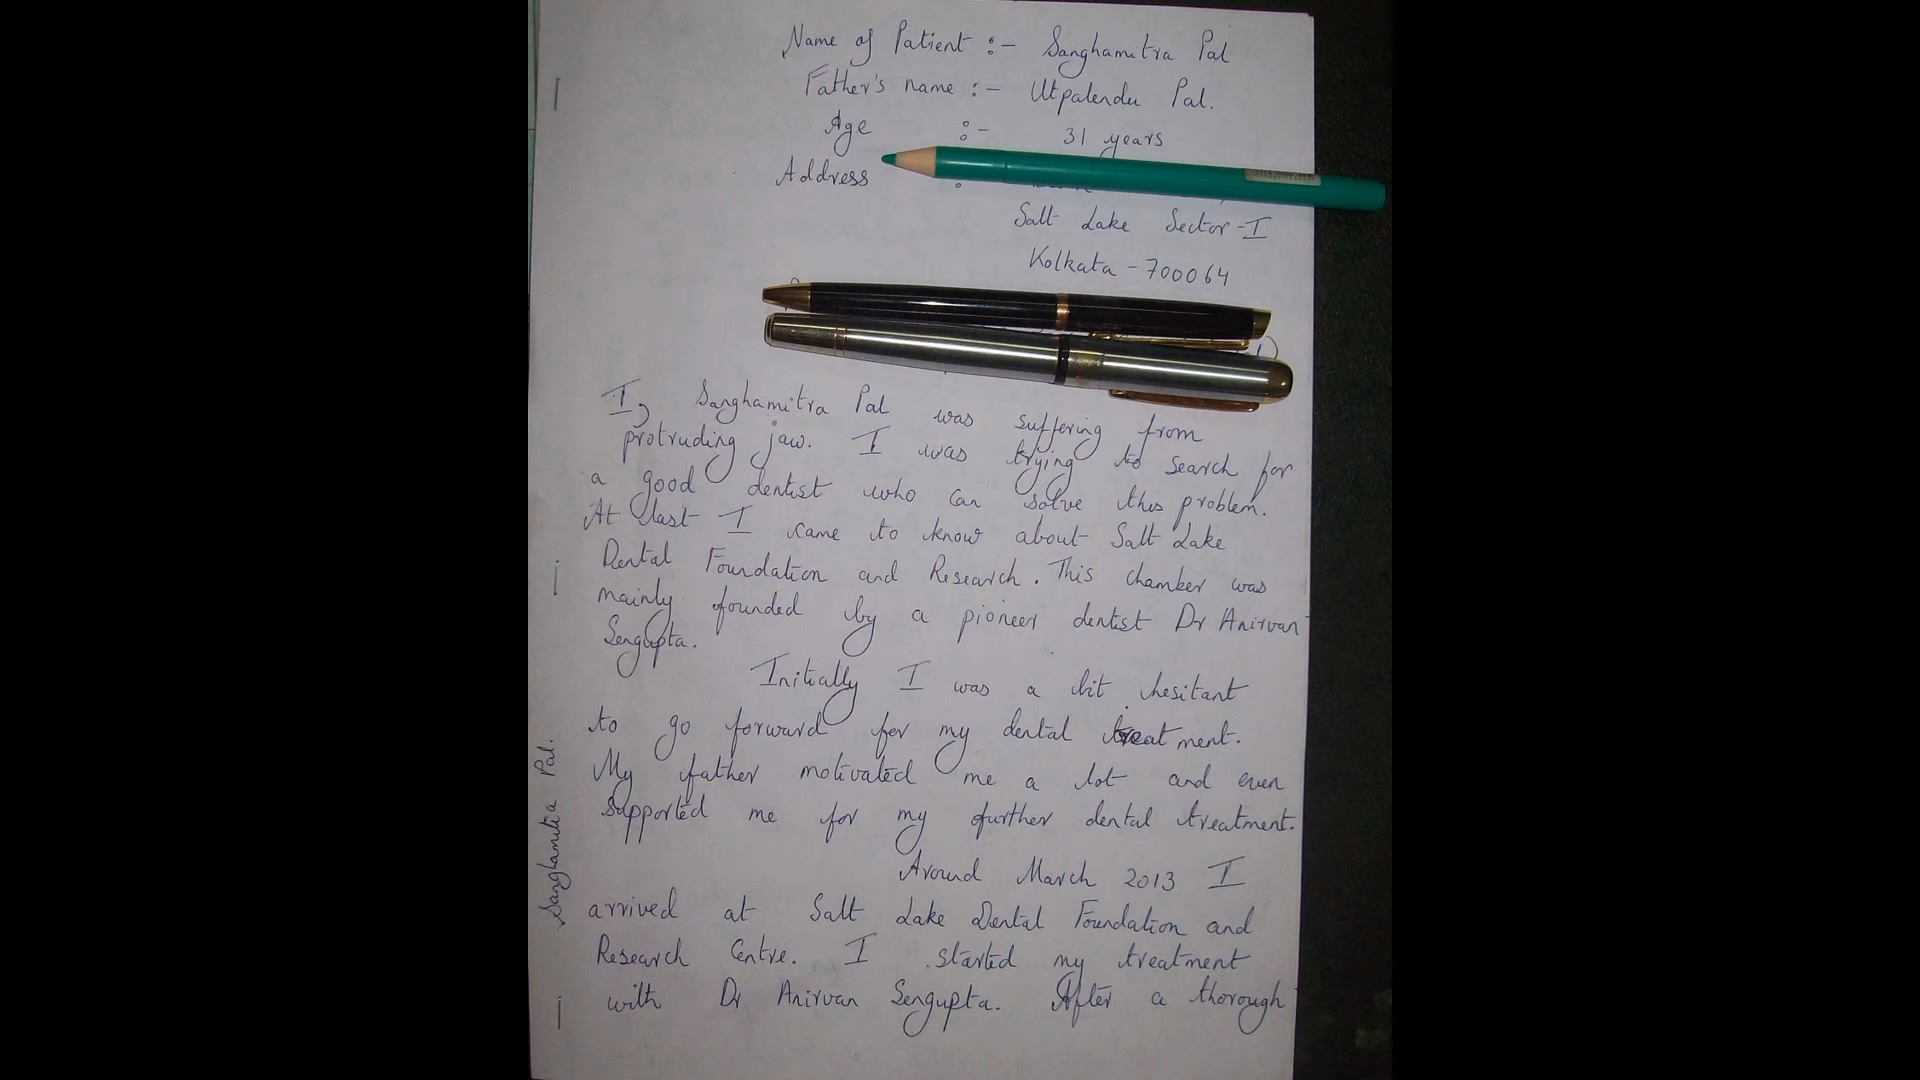 Name of Patient :- Sanghamitra Pal
Father's name :- Utpalendu Pal.
Age :- 31 years
Address :
Salt Lake Sector-I
Kolkata - 700064
I, Sanghamitra Pal was suffering from
protruding jaw. I was trying to search for
a good dentist who can solve this problem.
At last I came to know about Salt Lake
Dental Foundation and Research. This chamber was
mainly founded by a pioneer dentist Dr Anirvan
Sengupta.
Initially I was a bit hesitant
to go forward for my dental treatment.
My father motivated me a lot and even
supported me for my further dental treatment.
Around March 2013 I
arrived at Salt Lake Dental Foundation and
Research Centre. I started my treatment
with Dr Anirvan Sengupta. After a thorough
Sanghamitra Pal.